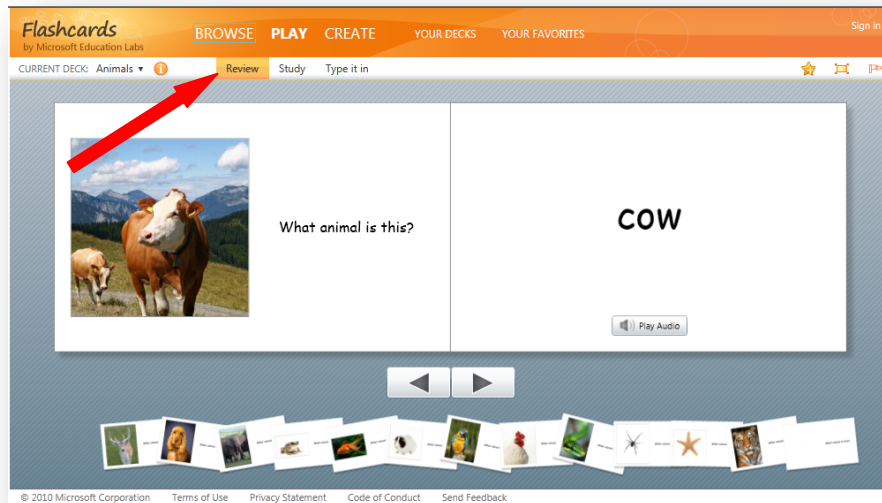 Flashcards
by Microsoft Education Labs
BROWSE PLAY CREATE YOUR DECKS YOUR FAVORITES
Sign in
CURRENT DECK: Animals
Review Study Type it in
What animal is this?
cow
Play Audio
© 2010 Microsoft Corporation Terms of Use Privacy Statement Code of Conduct Send Feedback